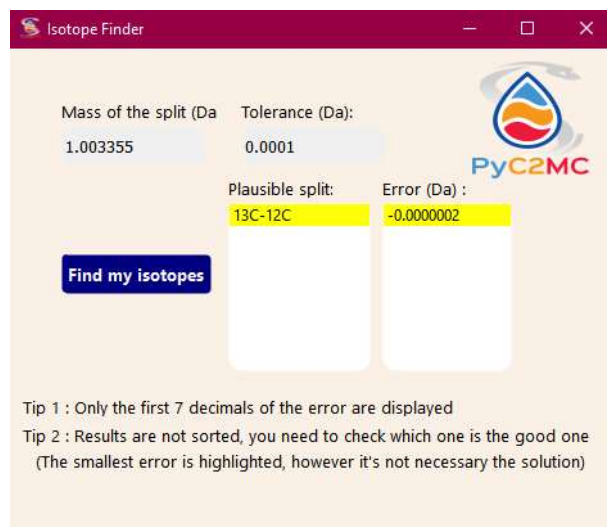 Isotope Finder
Mass of the split (Da
Tolerance (Da):
1.003355
0.0001
PyC2MC
Plausible split:
Error (Da) :
13C-12C
-0.0000002
Find my isotopes
Tip 1 : Only the first 7 decimals of the error are displayed
Tip 2 : Results are not sorted, you need to check which one is the good one
(The smallest error is highlighted, however it's not necessary the solution)